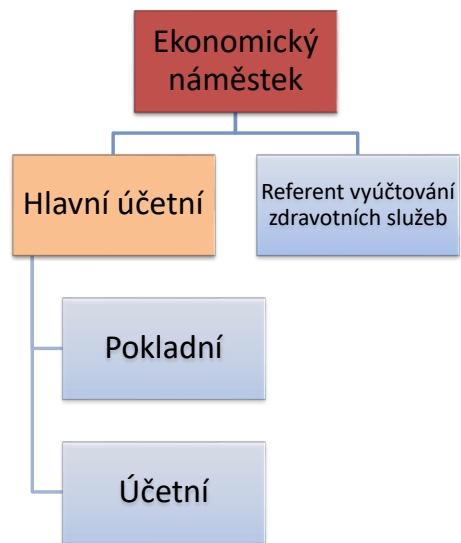 Ekonomický
náměstek
Hlavní účetní
Referent vyúčtování
zdravotních služeb
Pokladní
Účetní